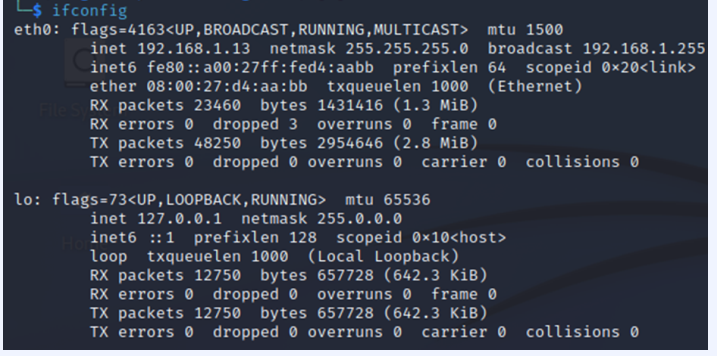 └─$ ifconfig
eth0: flags=4163<UP,BROADCAST,RUNNING,MULTICAST>  mtu 1500
        inet 192.168.1.13  netmask 255.255.255.0  broadcast 192.168.1.255
        inet6 fe80::a00:27ff:fed4:aabb  prefixlen 64  scopeid 0×20<link>
        ether 08:00:27:d4:aa:bb  txqueuelen 1000  (Ethernet)
        RX packets 23460  bytes 1431416 (1.3 MiB)
        RX errors 0  dropped 3  overruns 0  frame 0
        TX packets 48250  bytes 2954646 (2.8 MiB)
        TX errors 0  dropped 0 overruns 0  carrier 0  collisions 0

lo: flags=73<UP,LOOPBACK,RUNNING>  mtu 65536
        inet 127.0.0.1  netmask 255.0.0.0
        inet6 ::1  prefixlen 128  scopeid 0×10<host>
        loop  txqueuelen 1000  (Local Loopback)
        RX packets 12750  bytes 657728 (642.3 KiB)
        RX errors 0  dropped 0  overruns 0  frame 0
        TX packets 12750  bytes 657728 (642.3 KiB)
        TX errors 0  dropped 0 overruns 0  carrier 0  collisions 0